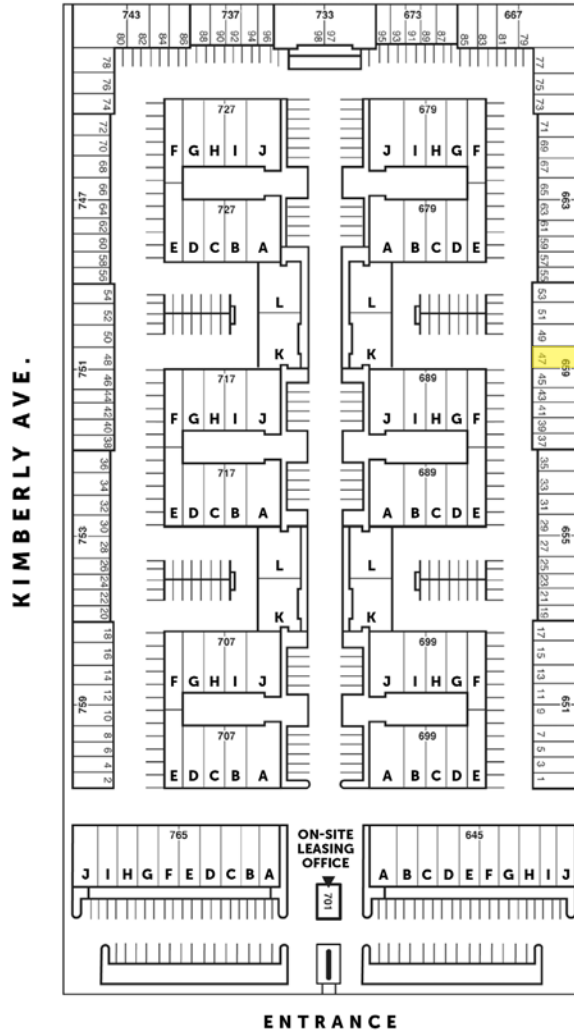 743 737 733 673 667
80 82 84 86 88 90 92 94 96 98 97 95 93 91 89 87 85 83 81 79
78 77
76 75
74 73
727 679
72 71
70 69
F G H I J J I H G F
68 67
66 65
747 663
64 63
727 679
62 61
60 59
E D C B A A B C D E
58 57
56 55
54 53
L L
52 51
50 49
K K
48 47
751 659
717 689
46 45
44 43
42 41
F G H I J J I H G F
40 39
38 37
36 35
717 689
34 33
32 31
E D C B A A B C D E
30 29
753 655
28 27
L L
26 25
24 23
22 21
20 19
K K
18 17
707 699
16 15
F G H I J J I H G F
14 13
12 11
759 651
10 9
707 699
8 7
6 5
E D C B A A B C D E
4 3
2 1
KIMBERLY AVE.
765 645
J I H G F E D C B A A B C D E F G H I J
ON-SITE
LEASING
OFFICE
701
ENTRANCE